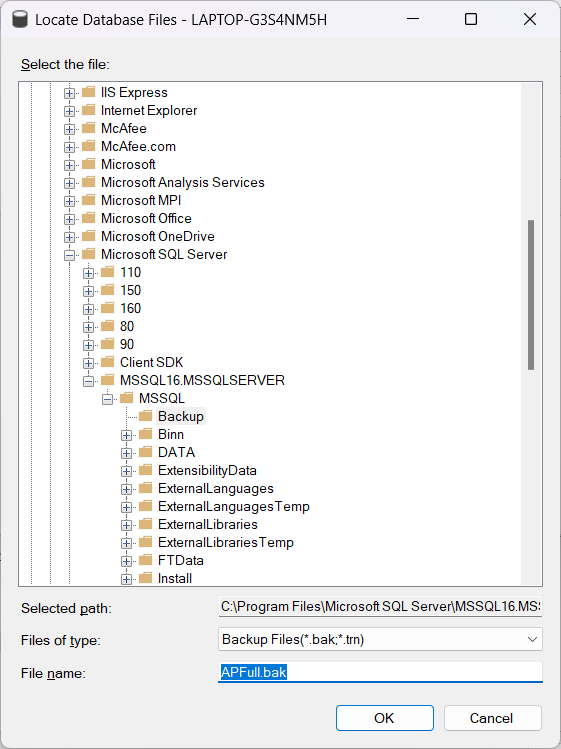 Locate Database Files - LAPTOP-G3S4NM5H
Select the file:
IIS Express
Internet Explorer
McAfee
McAfee.com
Microsoft
Microsoft Analysis Services
Microsoft MPI
Microsoft Office
Microsoft OneDrive
Microsoft SQL Server
110
150
160
80
90
Client SDK
MSSQL16.MSSQLSERVER
MSSQL
Backup
Binn
DATA
ExtensibilityData
ExternalLanguages
ExternalLanguagesTemp
ExternalLibraries
ExternalLibrariesTemp
FTData
Install
Selected path: C:\Program Files\Microsoft SQL Server\MSSQL16.MS
Files of type: Backup Files(*.bak;*.trn)
File name: APFull.bak
OK Cancel